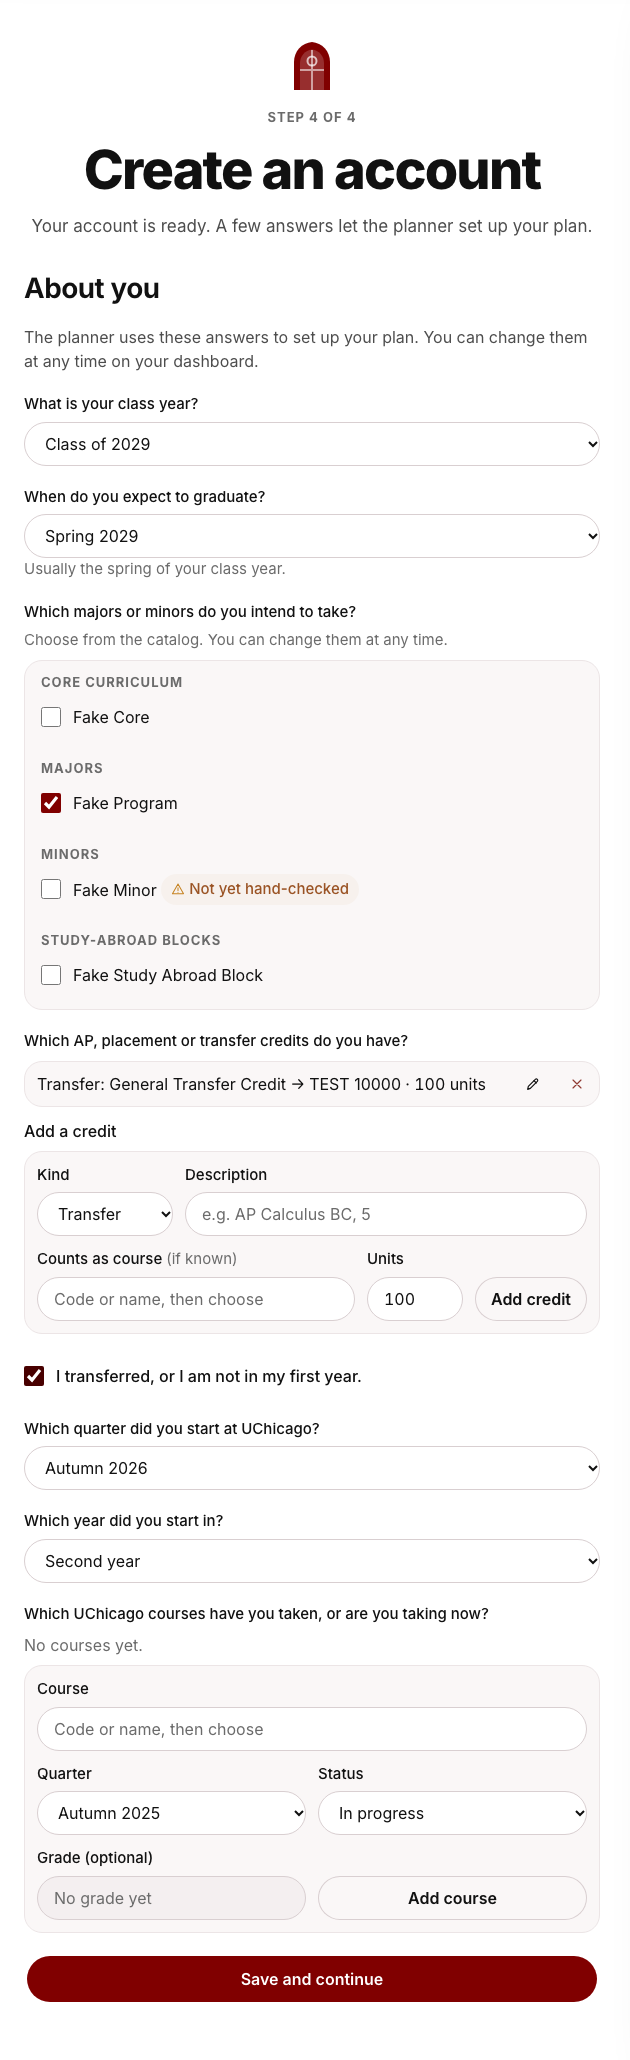 STEP 4 OF 4
Create an account
Your account is ready. A few answers let the planner set up your plan.
About you
The planner uses these answers to set up your plan. You can change them
at any time on your dashboard.
What is your class year?
Class of 2029
When do you expect to graduate?
Spring 2029
Usually the spring of your class year.
Which majors or minors do you intend to take?
Choose from the catalog. You can change them at any time.
CORE CURRICULUM
Fake Core
MAJORS
Fake Program
MINORS
Fake Minor ⚠ Not yet hand-checked
STUDY-ABROAD BLOCKS
Fake Study Abroad Block
Which AP, placement or transfer credits do you have?
Transfer: General Transfer Credit → TEST 10000 · 100 units
Add a credit
Kind Description
Transfer e.g. AP Calculus BC, 5
Counts as course (if known) Units
Code or name, then choose 100 Add credit
I transferred, or I am not in my first year.
Which quarter did you start at UChicago?
Autumn 2026
Which year did you start in?
Second year
Which UChicago courses have you taken, or are you taking now?
No courses yet.
Course
Code or name, then choose
Quarter Status
Autumn 2025 In progress
Grade (optional)
No grade yet Add course
Save and continue